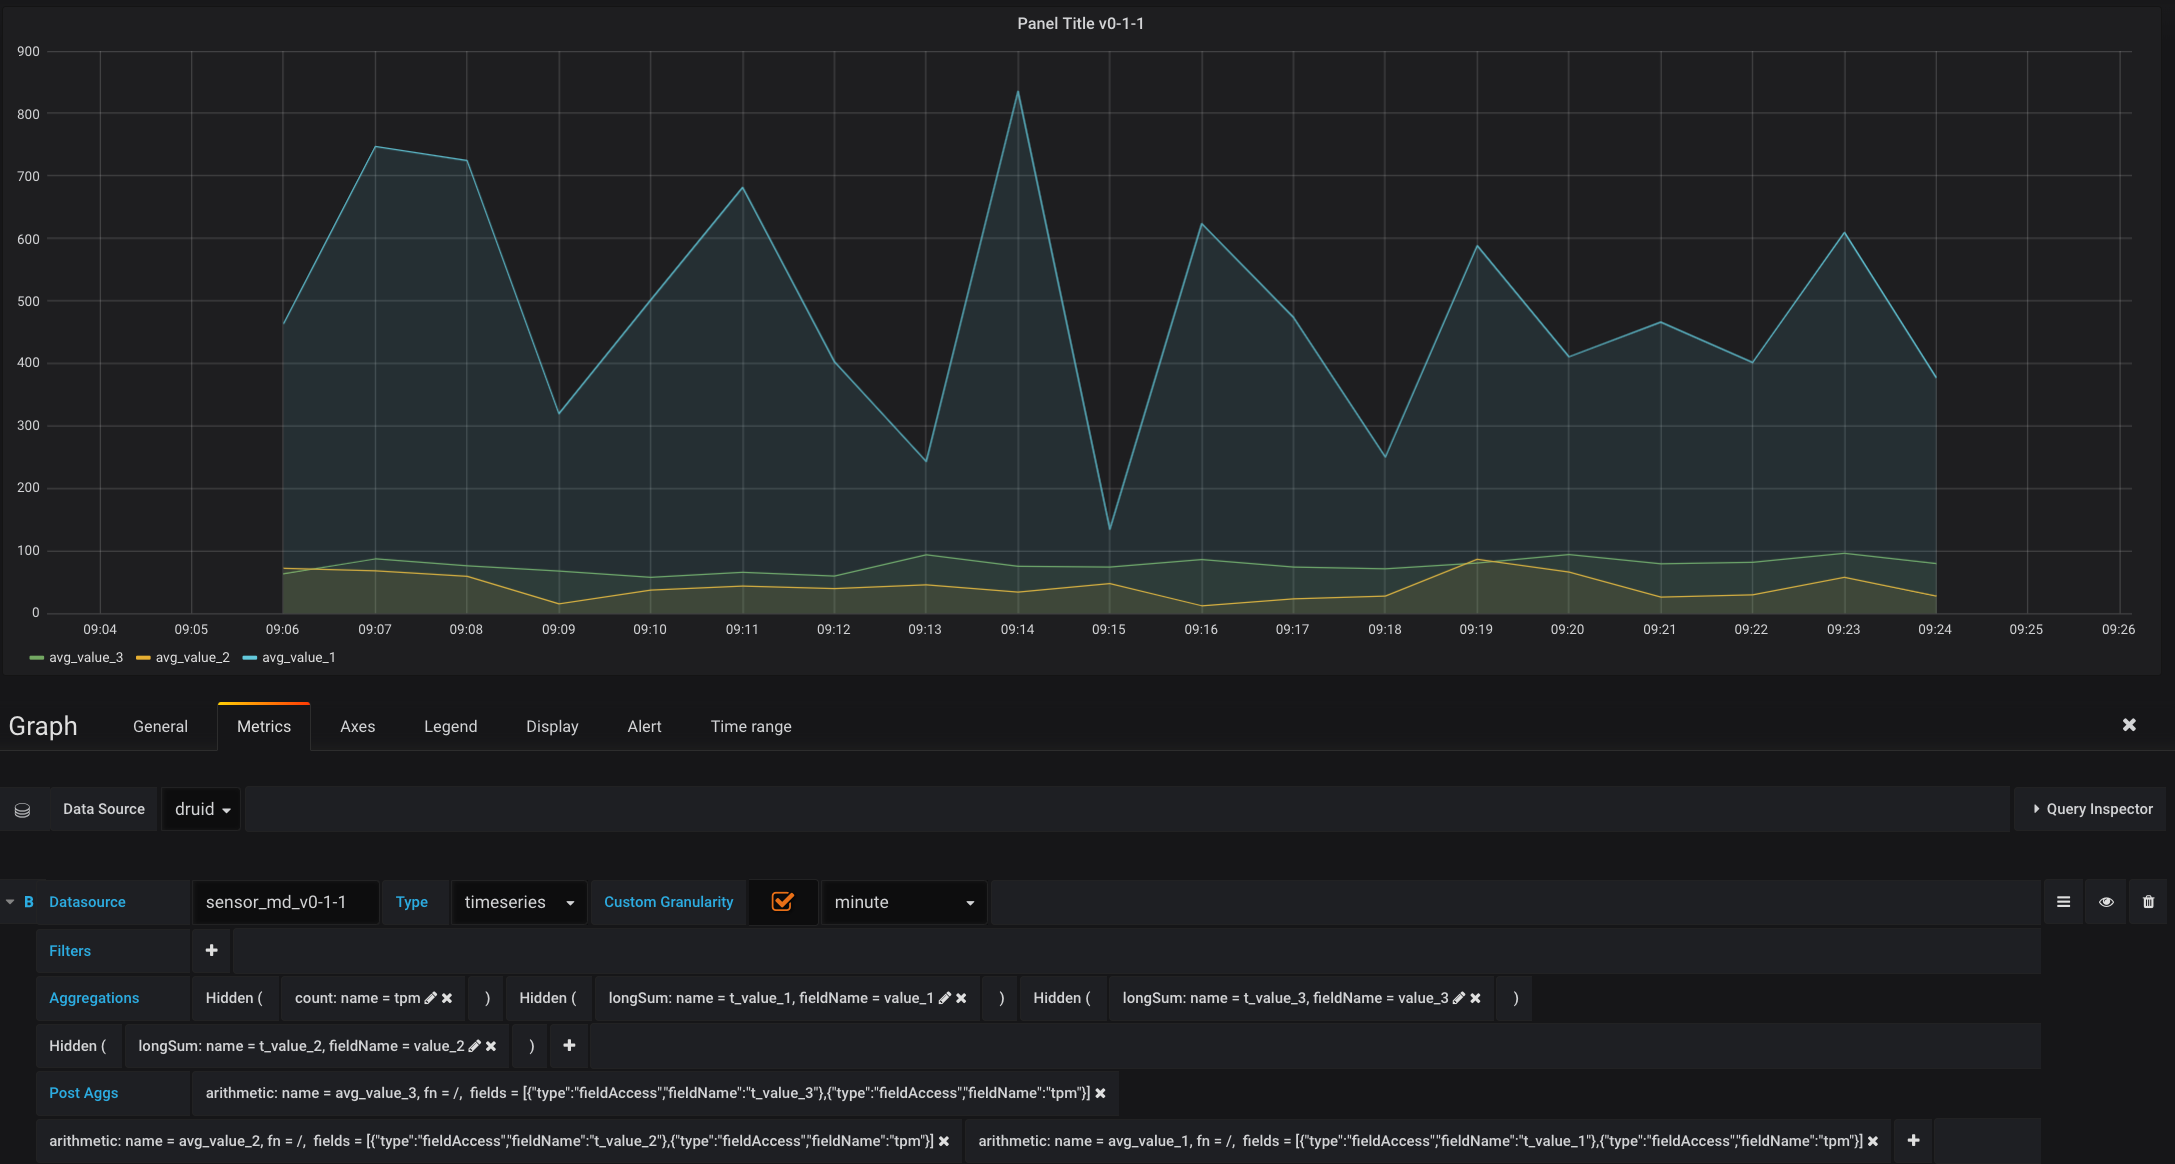 Panel Title v0-1-1
900
800
700
600
500
400
300
200
100
0
09:04 09:05 09:06 09:07 09:08 09:09 09:10 09:11 09:12 09:13 09:14 09:15 09:16 09:17 09:18 09:19 09:20 09:21 09:22 09:23 09:24 09:25 09:26
avg_value_3 avg_value_2 avg_value_1
Graph General Metrics Axes Legend Display Alert Time range
Data Source druid Query Inspector
B Datasource sensor_md_v0-1-1 Type timeseries Custom Granularity minute
Filters
Aggregations Hidden ( count: name = tpm ) Hidden ( longSum: name = t_value_1, fieldName = value_1 ) Hidden ( longSum: name = t_value_3, fieldName = value_3 )
Hidden ( longSum: name = t_value_2, fieldName = value_2 )
Post Aggs arithmetic: name = avg_value_3, fn = /, fields = [{"type":"fieldAccess","fieldName":"t_value_3"},{"type":"fieldAccess","fieldName":"tpm"}]
arithmetic: name = avg_value_2, fn = /, fields = [{"type":"fieldAccess","fieldName":"t_value_2"},{"type":"fieldAccess","fieldName":"tpm"}] arithmetic: name = avg_value_1, fn = /, fields = [{"type":"fieldAccess","fieldName":"t_value_1"},{"type":"fieldAccess","fieldName":"tpm"}]